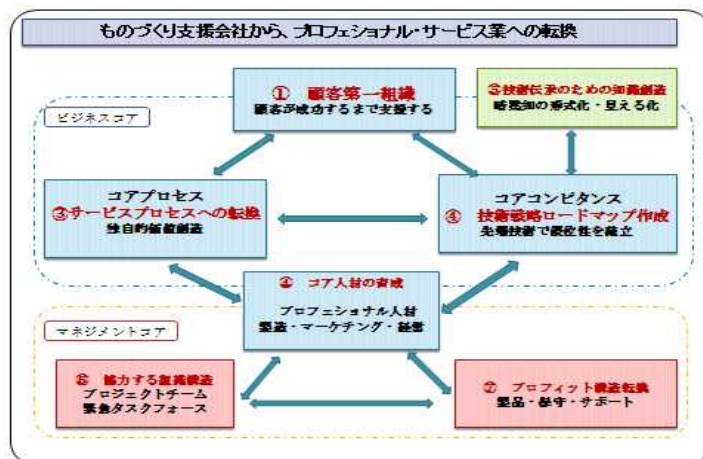 ものづくり支援会社から、プロフェショナル・サービス業への転換
① 顧客第一組織
顧客が成功するまで支援する
⑤技術伝承のための知識創造
暗黙知の形式化・見える化
ビジネスコア
コアプロセス
③サービスプロセスへの転換
独自的価値創造
コアコンピタンス
④ 技術戦略ロードマップ作成
先端技術で優位性を確立
コア人材の育成
プロフェショナル人材
製造・マーケティング・経営
マネジメントコア
⑥ 協力する組織構造
プロジェクトチーム
緊急タスクフォース
⑦ プロフィット構造転換
製品・保守・サポート